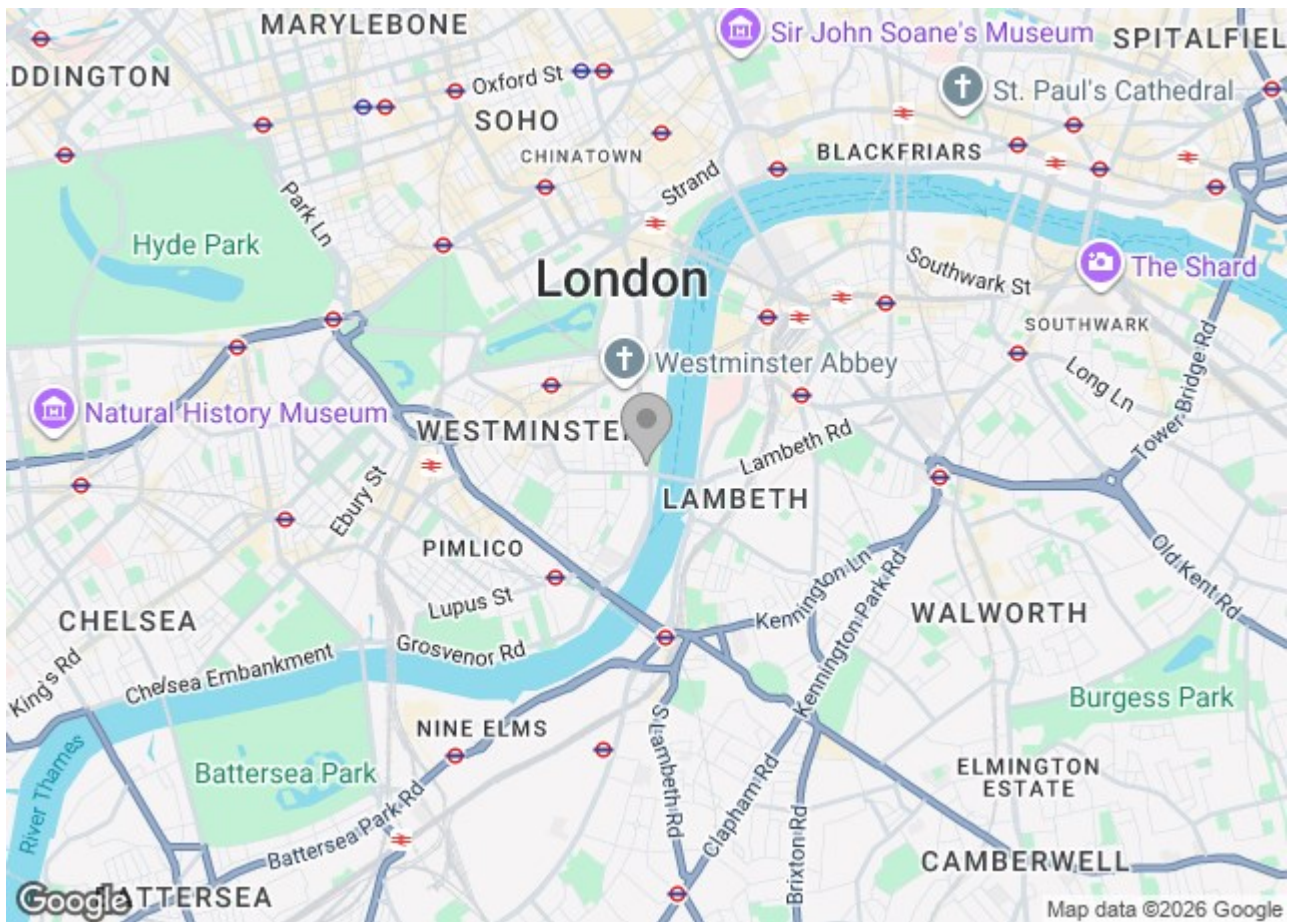 MARYLEBONE
Sir John Soane's Museum
SPITALFIEL
ADDINGTON
Oxford St
St. Paul's Cathedral
SOHO
CHINATOWN
BLACKFRIARS
Park Ln
Strand
Hyde Park
Southwark St
The Shard
London
SOUTHWARK
Westminster Abbey
Long Ln
Tower Bridge Rd
Natural History Museum
WESTMINSTE
Lambeth Rd
Ebury St
LAMBETH
PIMLICO
Old Kent Rd
Kennington Ln
Lupus St
CHELSEA
WALWORTH
Grosvenor Rd
Kennington Park Rd
Chelsea Embankment
King's Rd
Burgess Park
NINE ELMS
S Lambeth Rd
Battersea Park
River Thames
ELMINGTON
ESTATE
Battersea Park Rd
Clapham Rd
Brixton Rd
CAMBERWELL
Google
ATTERSEA
Map data ©2026 Google